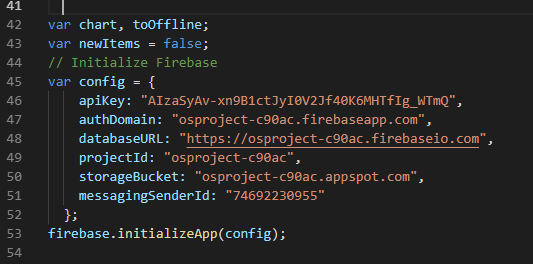 41
42 var chart, toOffline;
43 var newItems = false;
44 // Initialize Firebase
45 var config = {
46 apiKey: "AIzaSyAv-xn9B1ctJyI0V2Jf40K6MHTfIg_WTmQ",
47 authDomain: "osproject-c90ac.firebaseapp.com",
48 databaseURL: "https://osproject-c90ac.firebaseio.com",
49 projectId: "osproject-c90ac",
50 storageBucket: "osproject-c90ac.appspot.com",
51 messagingSenderId: "74692230955"
52 };
53 firebase.initializeApp(config);
54